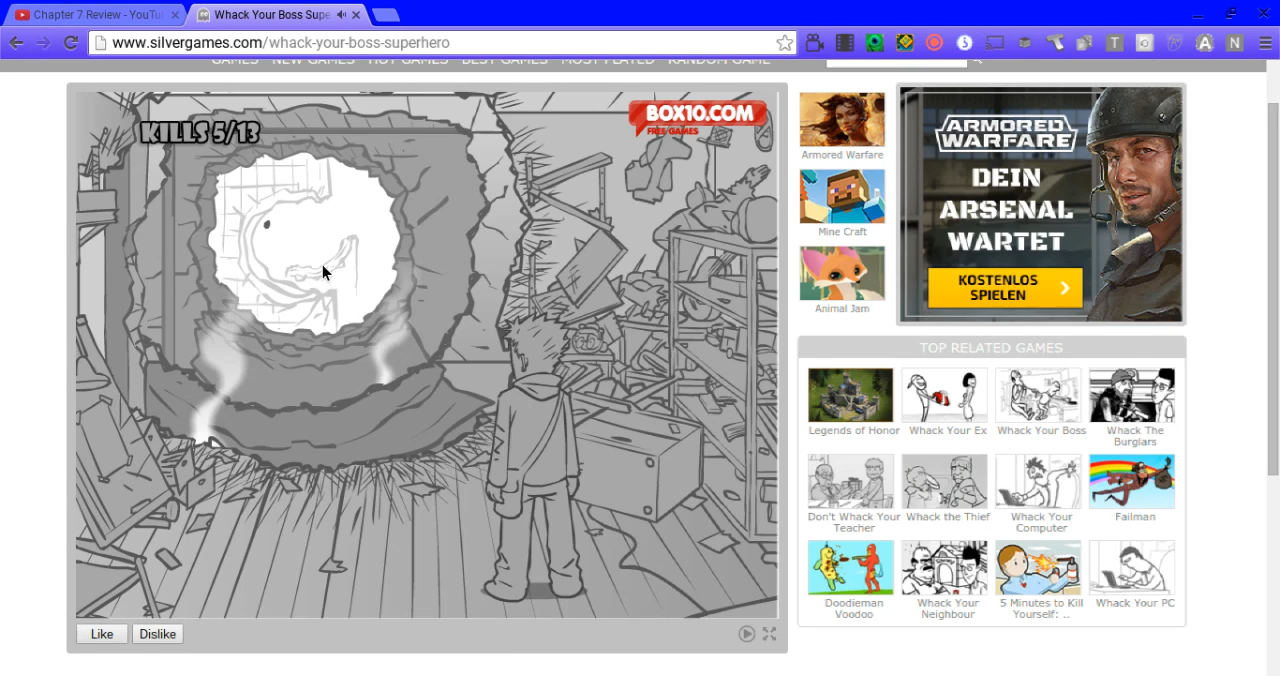 Chapter 7 Review - YouTu
Whack Your Boss Supe
www.silvergames.com/whack-your-boss-superhero
GAMES NEW GAMES HOT GAMES BEST GAMES MOST PLAYED RANDOM GAME
KILLS 5/13
BOX10.COM
FREE GAMES
Armored Warfare
Mine Craft
Animal Jam
ARMORED
WARFARE
DEIN
ARSENAL
WARTET
KOSTENLOS
SPIELEN
TOP RELATED GAMES
Legends of Honor
Whack Your Ex
Whack Your Boss
Whack The
Burglars
Don't Whack Your
Teacher
Whack the Thief
Whack Your
Computer
Failman
Doodieman
Voodoo
Whack Your
Neighbour
5 Minutes to Kill
Yourself: ..
Whack Your PC
Like
Dislike